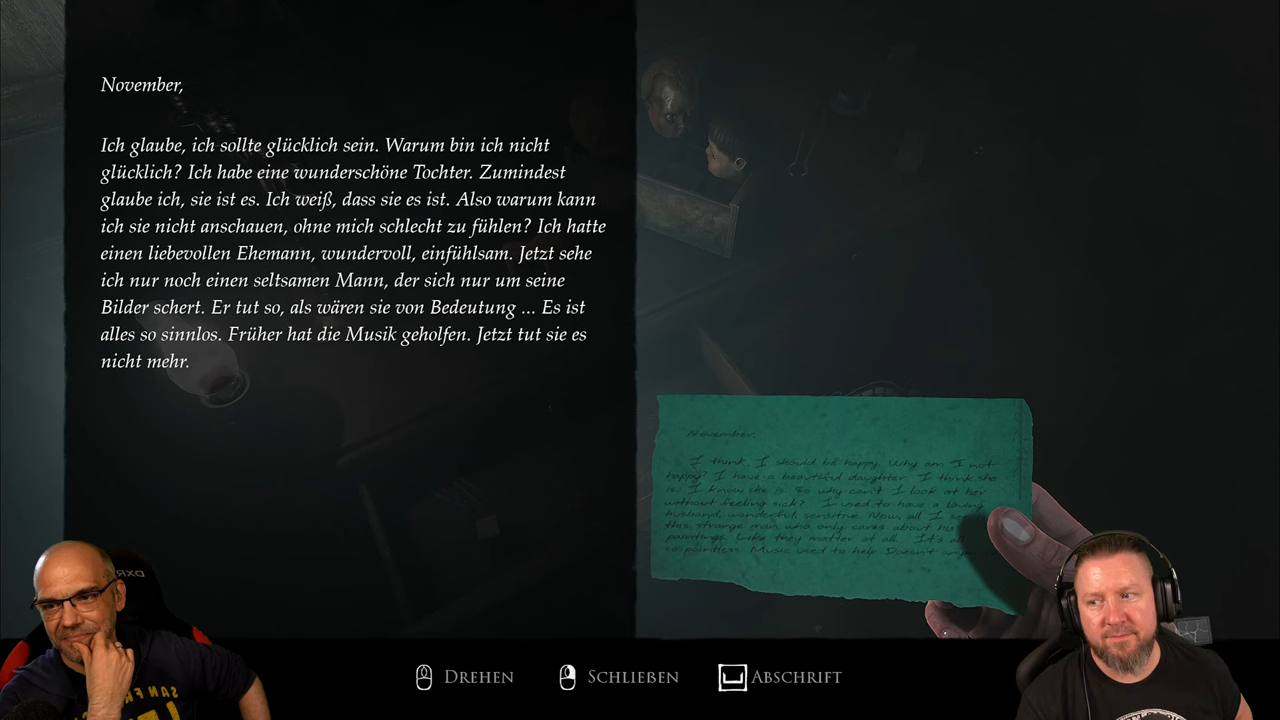 November,
Ich glaube, ich sollte glücklich sein. Warum bin ich nicht
glücklich? Ich habe eine wunderschöne Tochter. Zumindest
glaube ich, sie ist es. Ich weiß, dass sie es ist. Also warum kann
ich sie nicht anschauen, ohne mich schlecht zu fühlen? Ich hatte
einen liebevollen Ehemann, wundervoll, einfühlsam. Jetzt sehe
ich nur noch einen seltsamen Mann, der sich nur um seine
Bilder schert. Er tut so, als wären sie von Bedeutung ... Es ist
alles so sinnlos. Früher hat die Musik geholfen. Jetzt tut sie es
nicht mehr.
November,
I think, I should be happy. Why am I not
happy? I have a beautiful daughter. I think she
is. I know she is. So why can't I look at her
without feeling sick? I used to have a loving
husband, wonderful, sensitive. Now, all I
this strange man who only cares about his
paintings. Like they matter at all. It's all
so pointless. Music used to help. Doesn't
DREHEN
SCHLIEẞEN
ABSCHRIFT
DXR
SAN FR